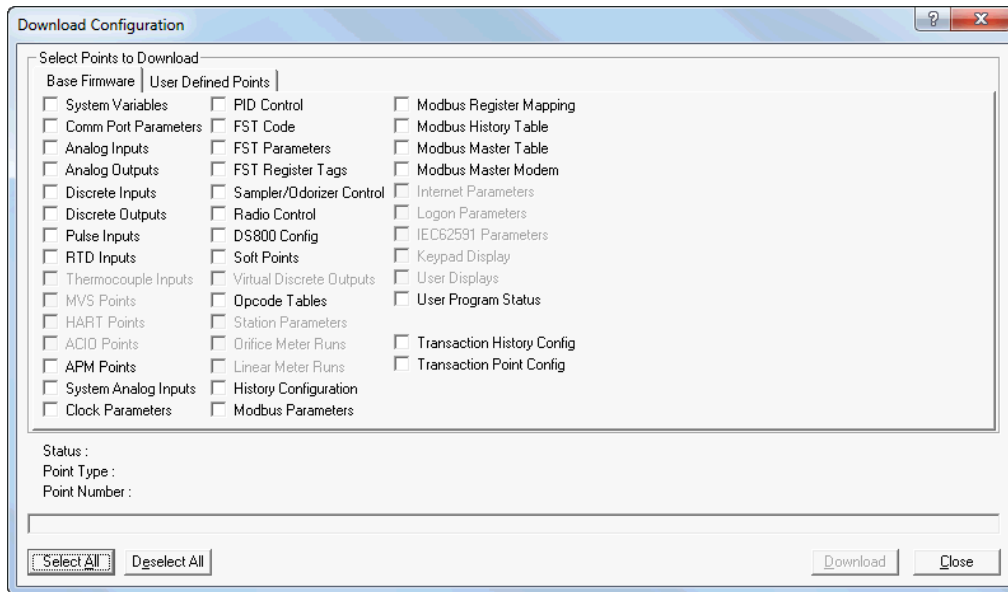 Download Configuration
Select Points to Download
Base Firmware
User Defined Points
System Variables
Comm Port Parameters
Analog Inputs
Analog Outputs
Discrete Inputs
Discrete Outputs
Pulse Inputs
RTD Inputs
Thermocouple Inputs
MVS Points
HART Points
ACIO Points
APM Points
System Analog Inputs
Clock Parameters
PID Control
FST Code
FST Parameters
FST Register Tags
Sampler/Odorizer Control
Radio Control
DS800 Config
Soft Points
Virtual Discrete Outputs
Opcode Tables
Station Parameters
Orifice Meter Runs
Linear Meter Runs
History Configuration
Modbus Parameters
Modbus Register Mapping
Modbus History Table
Modbus Master Table
Modbus Master Modem
Internet Parameters
Logon Parameters
IEC62591 Parameters
Keypad Display
User Displays
User Program Status
Transaction History Config
Transaction Point Config
Status :
Point Type :
Point Number :
Select All
Deselect All
Download
Close